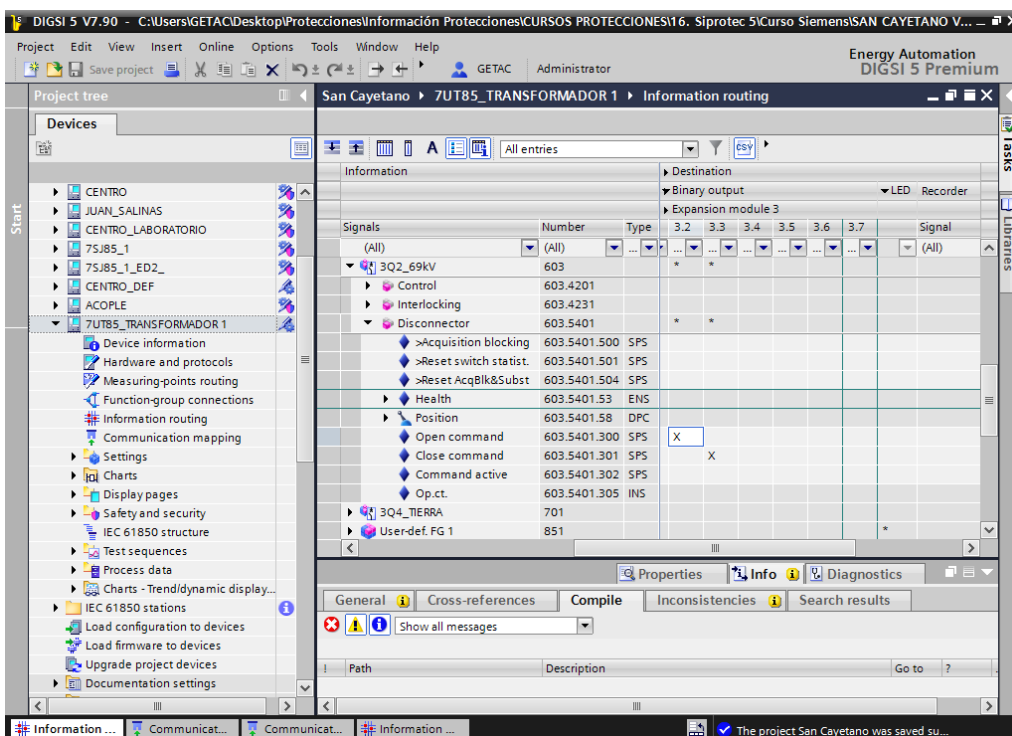 DIGSI 5 V7.90 - C:\Users\GETAC\Desktop\Protecciones\Información Protecciones\CURSOS PROTECCIONES\16. Siprotec 5\Curso Siemens\SAN CAYETANO V...
Project Edit View Insert Online Options Tools Window Help
Save project GETAC Administrator
Energy Automation
DIGSI 5 Premium
Start
Project tree
Devices
CENTRO
JUAN_SALINAS
CENTRO_LABORATORIO
7SJ85_1
7SJ85_1_ED2_
CENTRO_DEF
ACOPLE
7UT85_TRANSFORMADOR 1
Device information
Hardware and protocols
Measuring-points routing
Function-group connections
Information routing
Communication mapping
Settings
Charts
Display pages
Safety and security
IEC 61850 structure
Test sequences
Process data
Charts - Trend/dynamic display...
IEC 61850 stations
Load configuration to devices
Load firmware to devices
Upgrade project devices
Documentation settings
San Cayetano 7UT85_TRANSFORMADOR 1 Information routing
A All entries CSV
Information Destination
Binary output LED Recorder
Expansion module 3
Signals Number Type 3.2 3.3 3.4 3.5 3.6 3.7 Signal
(All) (All) ... ... ... ... ... ... ... (All)
3Q2_69kV 603 * *
Control 603.4201
Interlocking 603.4231
Disconnector 603.5401 * *
>Acquisition blocking 603.5401.500 SPS
>Reset switch statist. 603.5401.501 SPS
>Reset AcqBlk&Subst 603.5401.504 SPS
Health 603.5401.53 ENS
Position 603.5401.58 DPC
Open command 603.5401.300 SPS X
Close command 603.5401.301 SPS X
Command active 603.5401.302 SPS
Op.ct. 603.5401.305 INS
3Q4_TIERRA 701
User-def. FG 1 851 *
Properties Info Diagnostics
General Cross-references Compile Inconsistencies Search results
Show all messages
! Path Description Go to ?
Tasks
Libraries
Information ... Communicat... Communicat... Information ... The project San Cayetano was saved su...